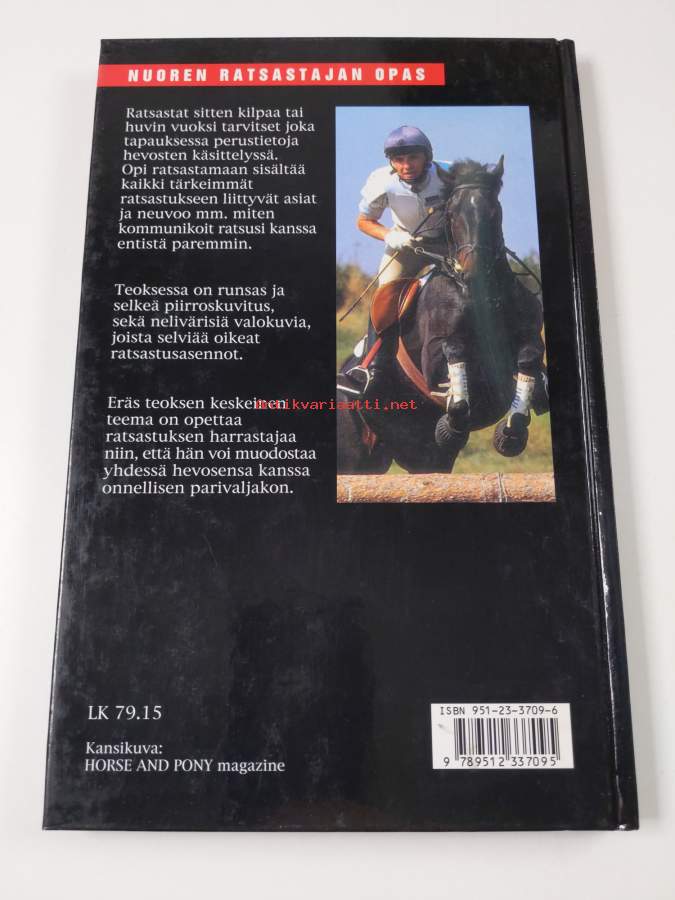 NUOREN RATSASTAJAN OPAS
Ratsastat sitten kilpaa tai
huvin vuoksi tarvitset joka
tapauksessa perustietoja
hevosten käsittelyssä.
Opi ratsastamaan sisältää
kaikki tärkeimmät
ratsastukseen liittyvät asiat
ja neuvoo mm. miten
kommunikoit ratsusi kanssa
entistä paremmin.
Teoksessa on runsas ja
selkeä piirroskuvitus,
sekä nelivärisiä valokuvia,
joista selviää oikeat
ratsastusasennot.
Eräs teoksen keskeinen
teema on opettaa
ratsastuksen harrastajaa
niin, että hän voi muodostaa
yhdessä hevosensa kanssa
onnellisen parivaljakon.
antikvariaatti.net
LK 79.15
Kansikuva:
HORSE AND PONY magazine
ISBN 951-23-3709-6
9 789512 337095